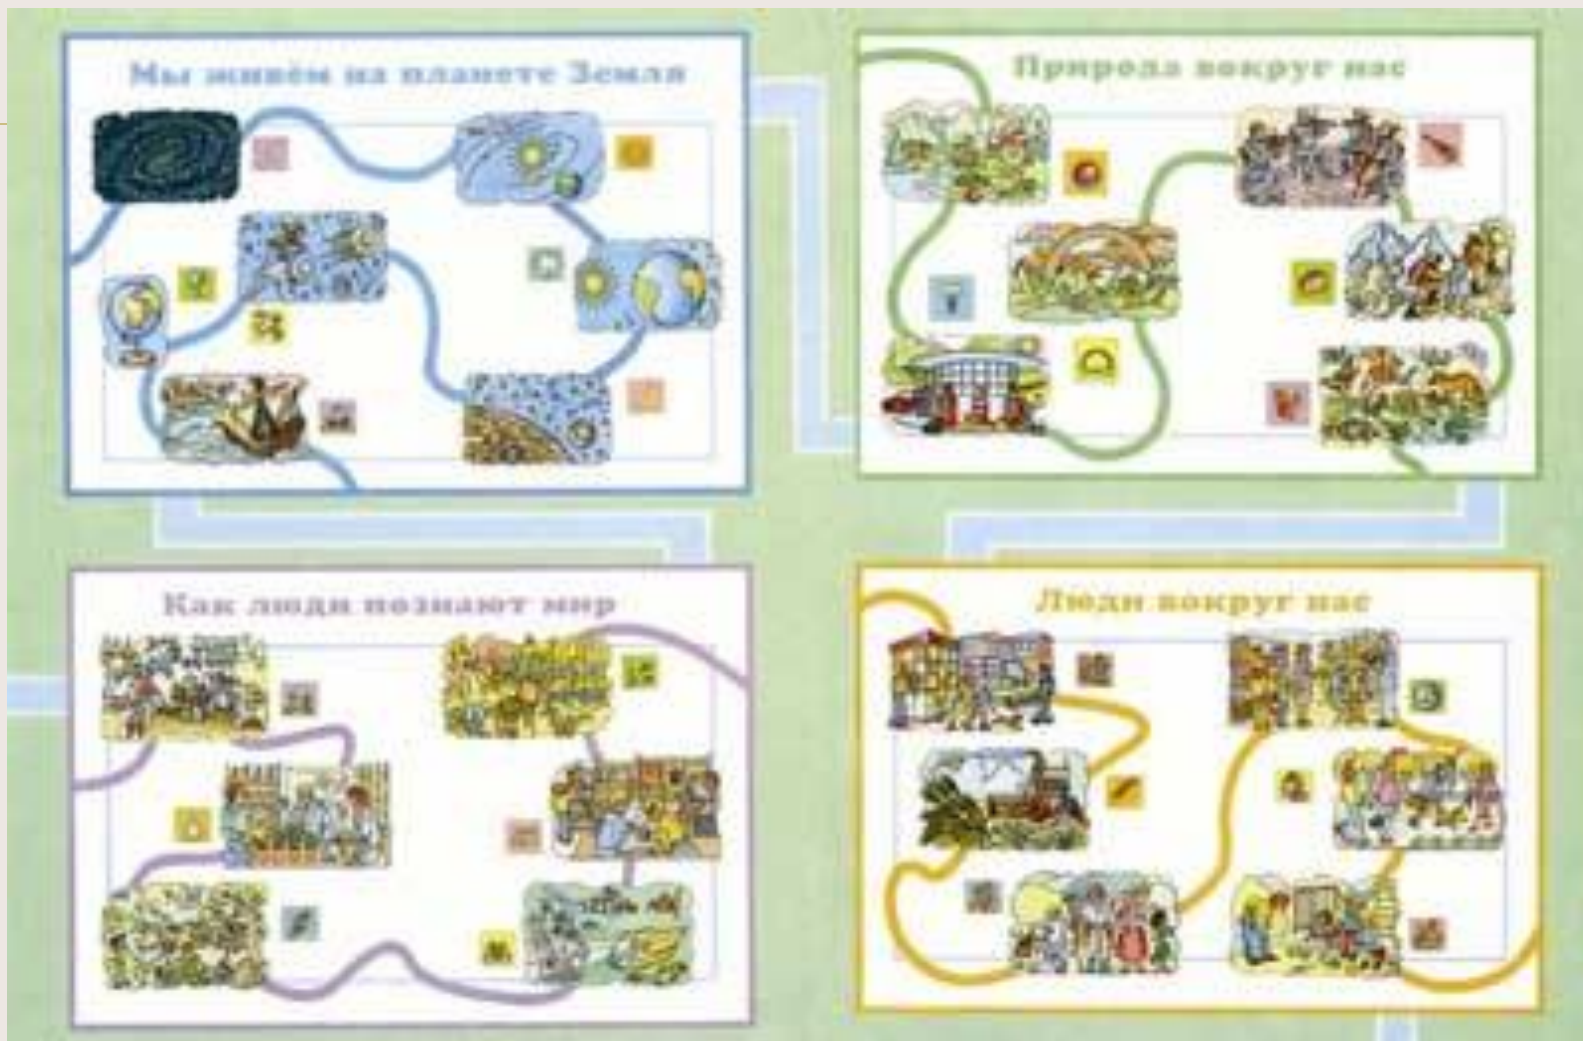 Мы живём на планете Земля
Природа вокруг нас
Как люди познают мир
Люди вокруг нас